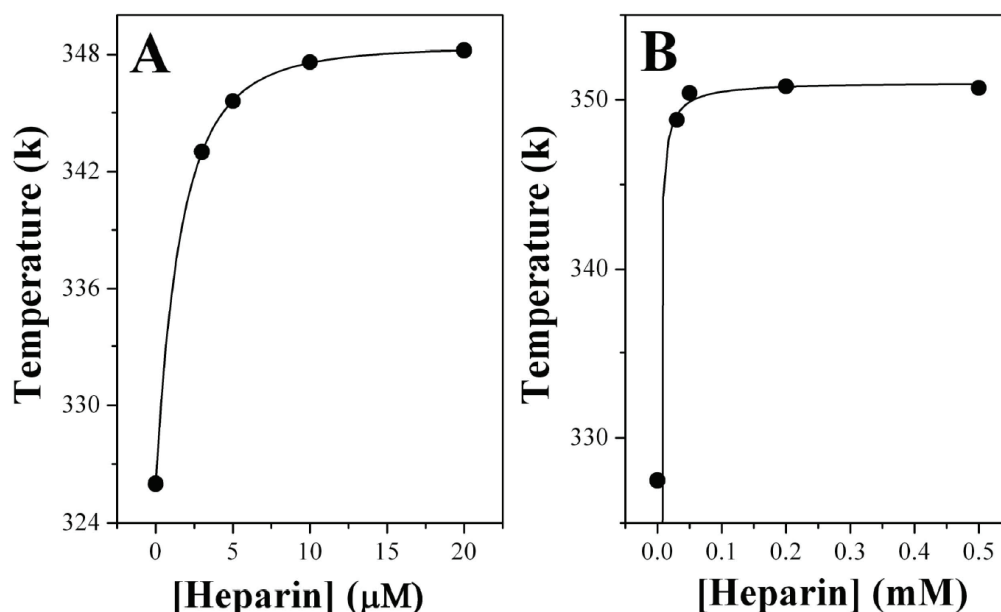 A
Temperature (k)
348
342
336
330
324
0 5 10 15 20
[Heparin] (μM)
B
Temperature (k)
350
340
330
0.0 0.1 0.2 0.3 0.4 0.5
[Heparin] (mM)